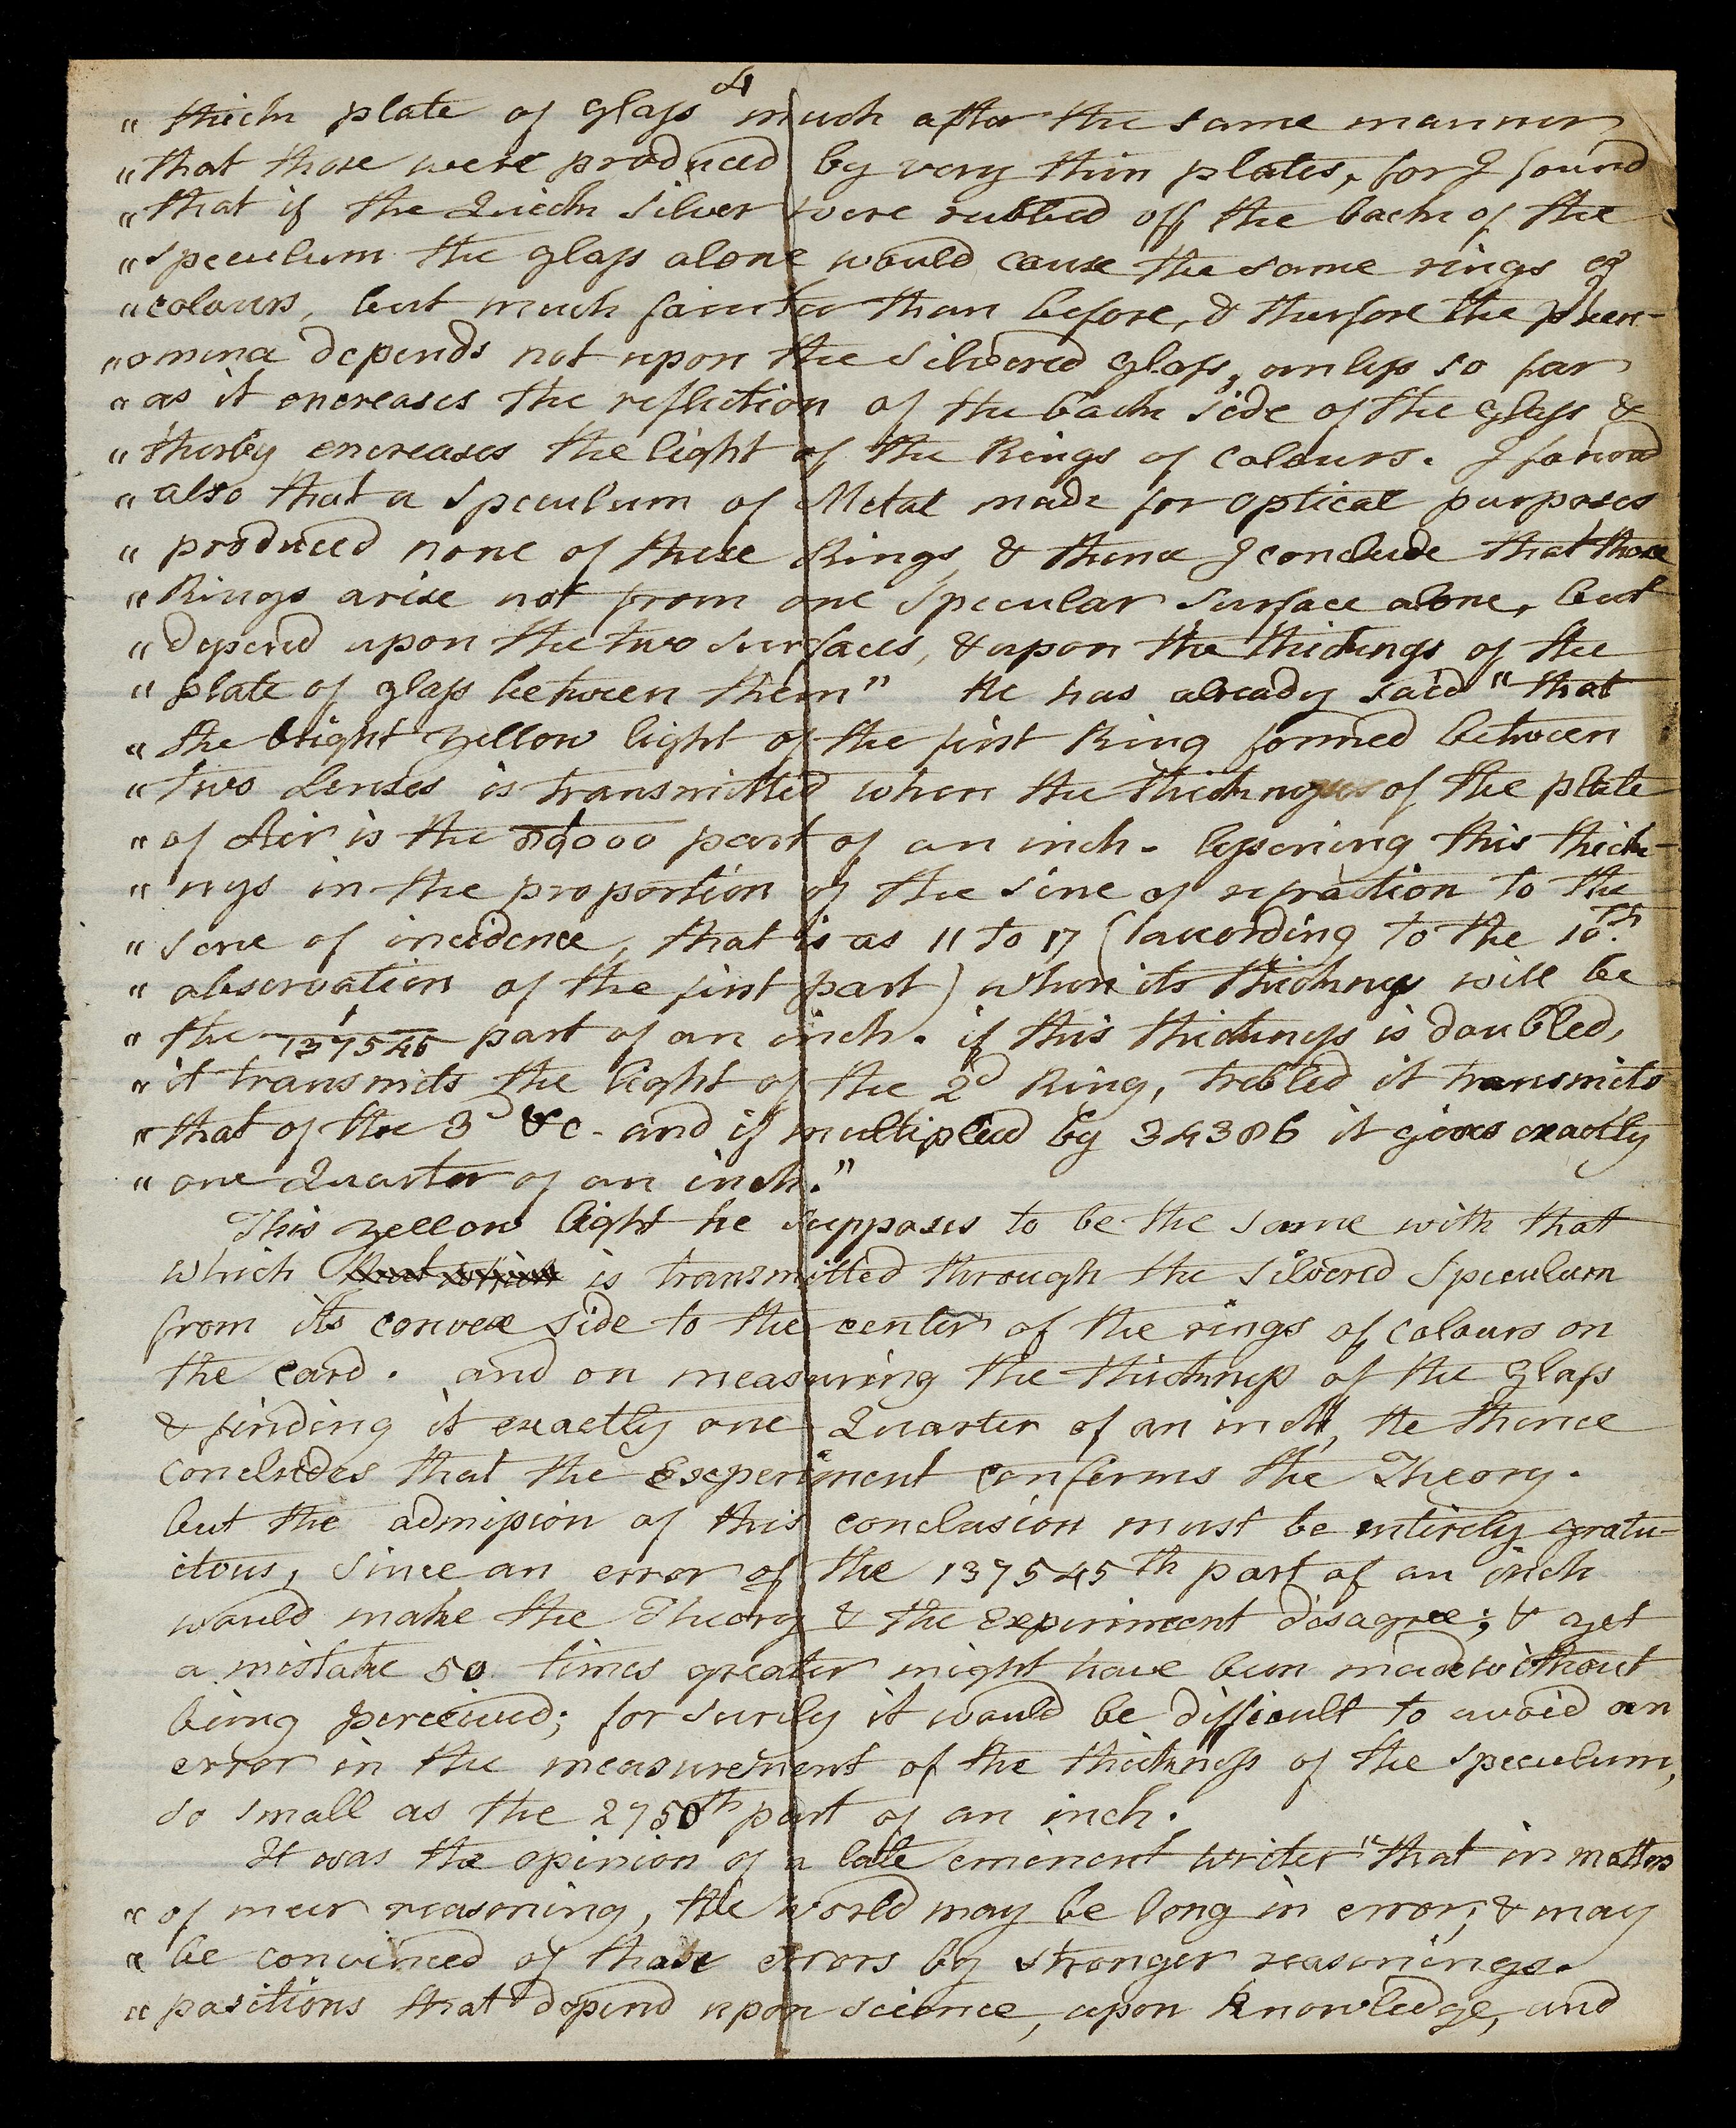 4
" thick plate of glass much after the same manner
" that those were produced by very thin plates, for I found
" that if the Quick Silver were rubbed off the back of the
" speculum the glass alone would cause the same rings of
" colours, but much fainter than before, & therfore the phen-
" omina depends not upon the silvered glass, unless so far
" as it encreases the reflection of the back side of the glass &
" therby encreases the light of the Rings of Colours. I found
" also that a Speculum of Metal made for optical purposes
" produced none of these Rings, & thence I conclude that those
" Rings arise not from one Specular Surface alone, but
" depend upon the two surfaces, & upon the thickness of the
" plate of glass between them" He has already said "that
" the bright yellow light of the first Ring formed between
" two Lenses is transmitted when the thickness of the plate
" of Air is the 89000 part of an inch. lessening this thick-
" ness in the proportion of the sine of refraction to the
" sine of incidence, that is as 11 to 17 (according to the 10th
" observation of the first part) when its thickness will be
" the 1/137545 part of an inch. if this thickness is doubled,
" it transmits the light of the 2d Ring, trebled it transmits
" that of the 3d &c. and if multiplied by 34386 it gives exactly
" one Quarter of an inch."
This yellow light he supposes to be the same with that
which is transmitted through the Silvered Speculum
from its convex side to the center of the rings of colours on
the card. and on measuring the thickness of the glass
& finding it exactly one Quarter of an inch, He thence
concludes that the Experiment confirms the Theory.
but the admission of this conclusion must be entirely gratu-
itous, since an error of the 137545th part of an inch
would make the Theory & the Experiment disagree; & yet
a mistake 50 times greater might have been made without
being perceived; for surely it would be difficult to avoid an
error in the measurement of the thickness of the speculum,
so small as the 2750th part of an inch.
It was the opinion of a late eminent writer "that in matters
" of meer reasoning, the World may be long in error; & may
" be convinced of those errors by stronger reasonings.
" positions that depend upon science, upon knowledge, and